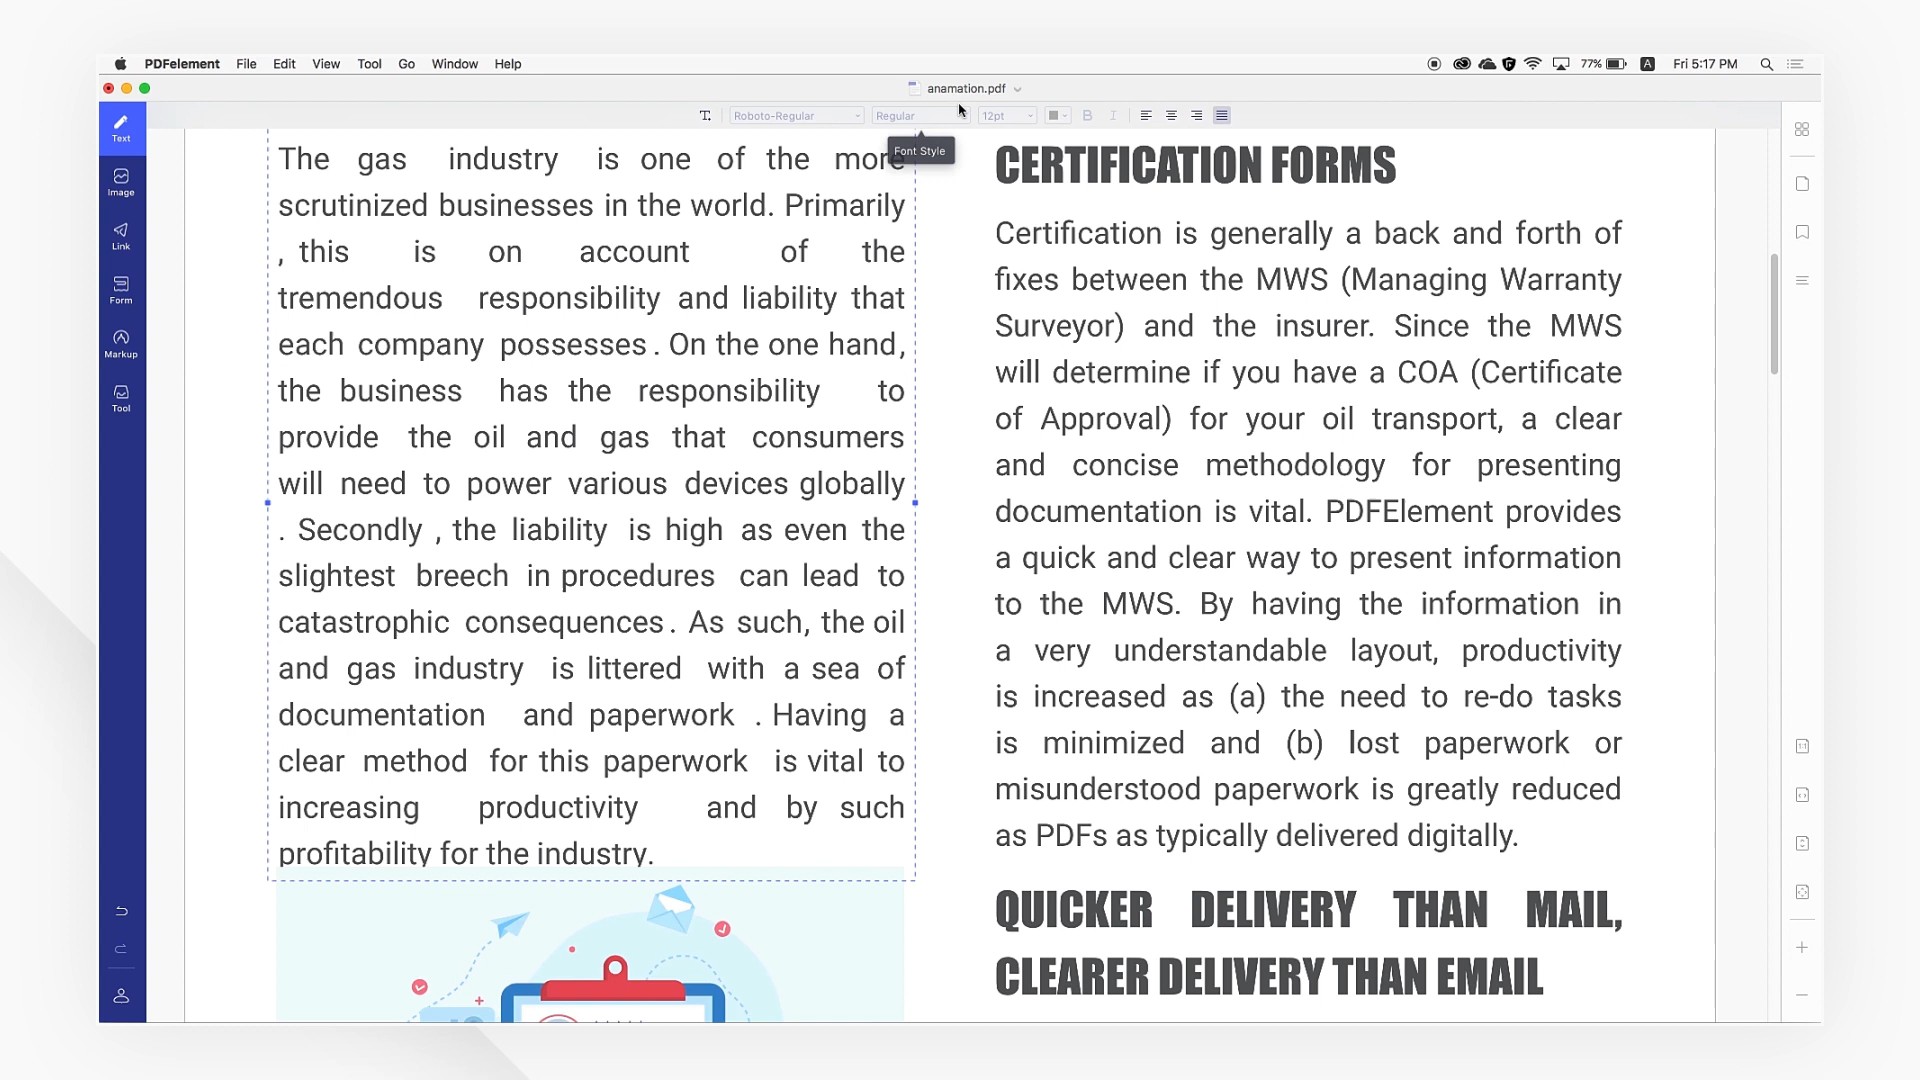 PDFelement File Edit View Tool Go Window Help
77% A Fri 5:17 PM
anamation.pdf
T. Roboto-Regular Regular 12pt B I
Font Style
Text
Image
Link
Form
Markup
Tool
The gas industry is one of the more
scrutinized businesses in the world. Primarily
, this is on account of the
tremendous responsibility and liability that
each company possesses . On the one hand,
the business has the responsibility to
provide the oil and gas that consumers
will need to power various devices globally
. Secondly , the liability is high as even the
slightest breech in procedures can lead to
catastrophic consequences . As such, the oil
and gas industry is littered with a sea of
documentation and paperwork . Having a
clear method for this paperwork is vital to
increasing productivity and by such
profitability for the industry.
CERTIFICATION FORMS
Certification is generally a back and forth of
fixes between the MWS (Managing Warranty
Surveyor) and the insurer. Since the MWS
will determine if you have a COA (Certificate
of Approval) for your oil transport, a clear
and concise methodology for presenting
documentation is vital. PDFElement provides
a quick and clear way to present information
to the MWS. By having the information in
a very understandable layout, productivity
is increased as (a) the need to re-do tasks
is minimized and (b) lost paperwork or
misunderstood paperwork is greatly reduced
as PDFs as typically delivered digitally.
QUICKER DELIVERY THAN MAIL,
CLEARER DELIVERY THAN EMAIL